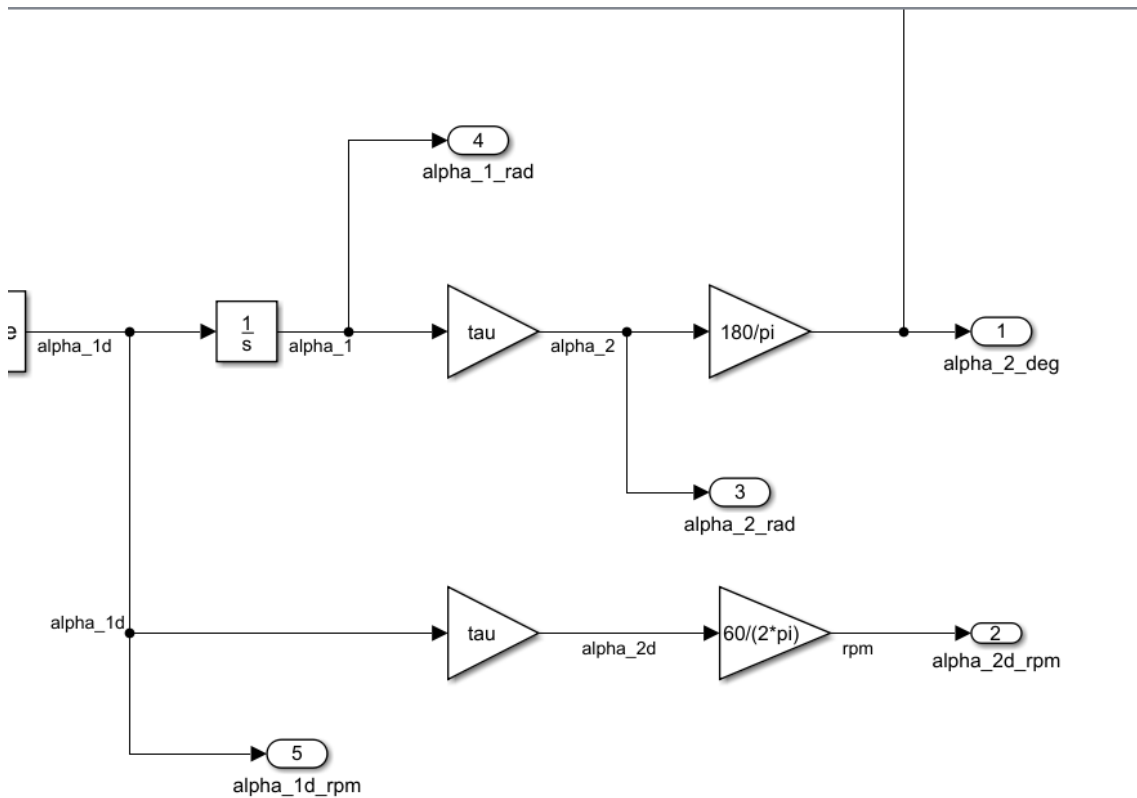 4
alpha_1_rad
e
alpha_1d
1
s
alpha_1
tau
alpha_2
180/pi
1
alpha_2_deg
3
alpha_2_rad
alpha_1d
tau
alpha_2d
60/(2*pi)
rpm
2
alpha_2d_rpm
5
alpha_1d_rpm